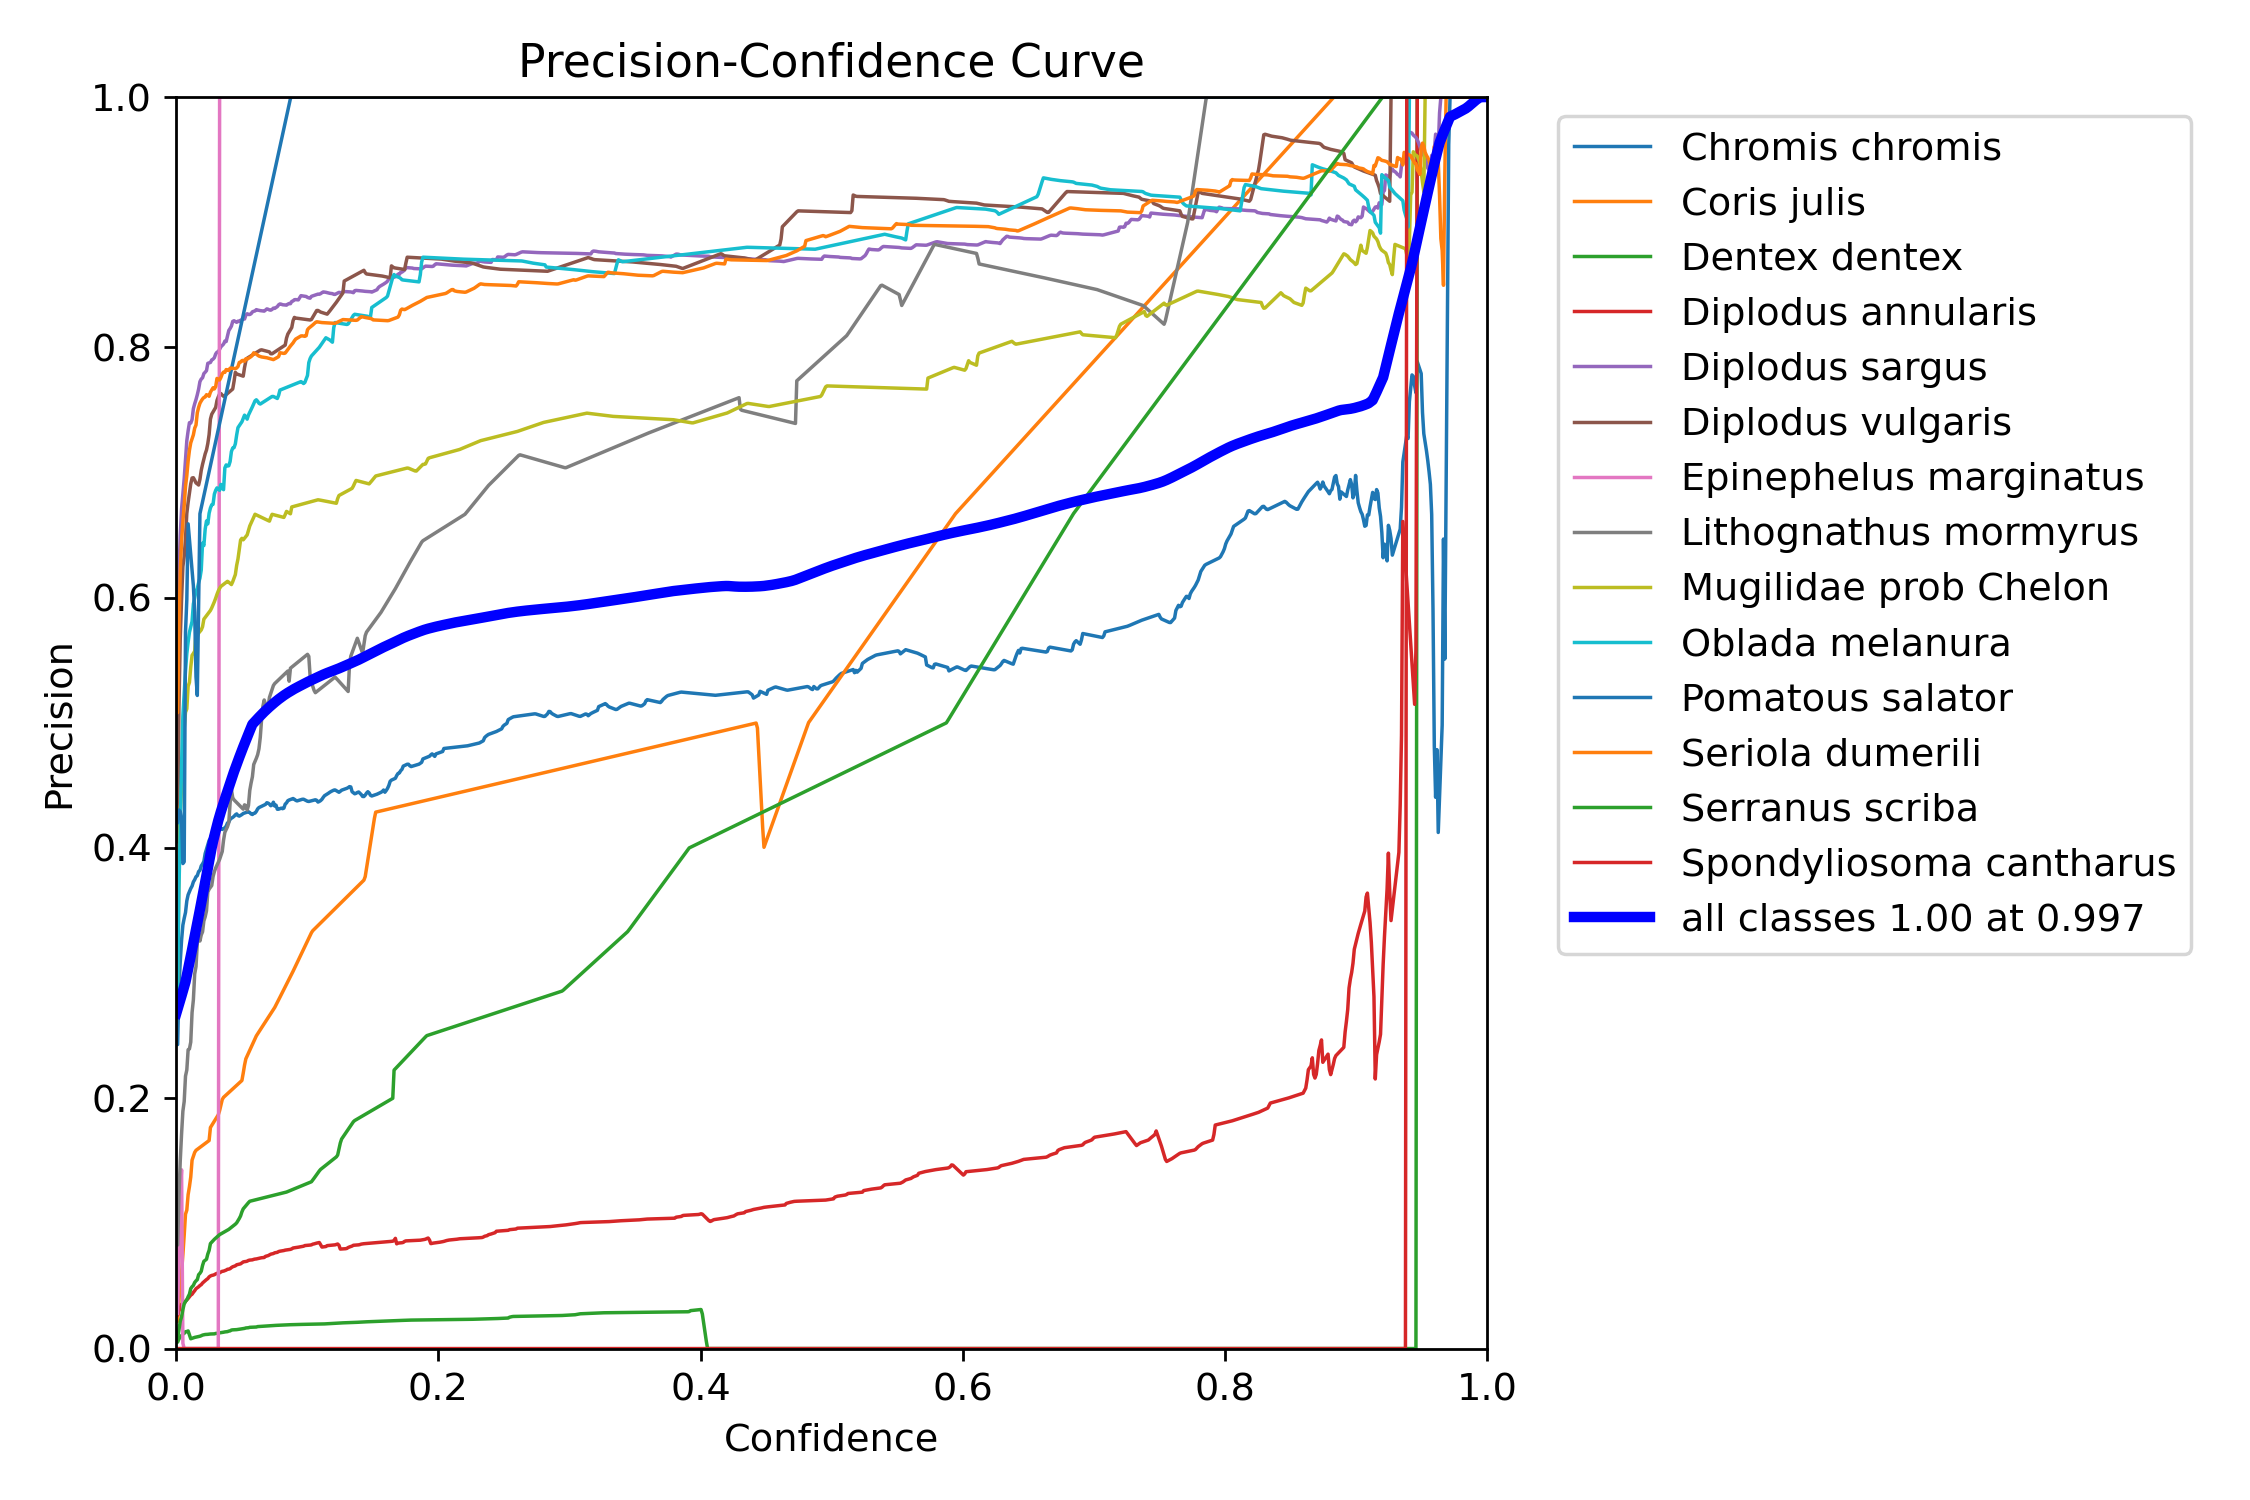 Precision-Confidence Curve
1.0
0.8
0.6
0.4
0.2
0.0
Precision
0.0 0.2 0.4 0.6 0.8 1.0
Confidence
Chromis chromis
Coris julis
Dentex dentex
Diplodus annularis
Diplodus sargus
Diplodus vulgaris
Epinephelus marginatus
Lithognathus mormyrus
Mugilidae prob Chelon
Oblada melanura
Pomatous salator
Seriola dumerili
Serranus scriba
Spondyliosoma cantharus
all classes 1.00 at 0.997